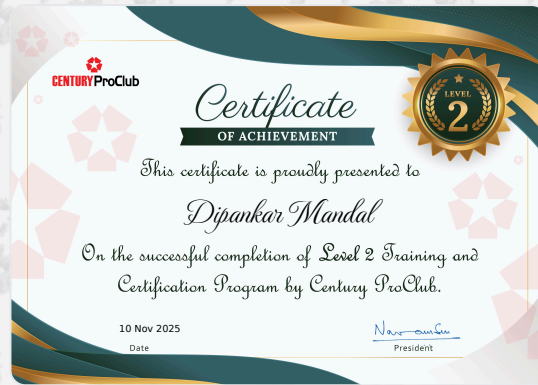 CENTURY ProClub
LEVEL
2
Certificate
OF ACHIEVEMENT
This certificate is proudly presented to
Dipankar Mandal
On the successful completion of Level 2 Training and
Certification Program by Century ProClub.
10 Nov 2025
Date
President